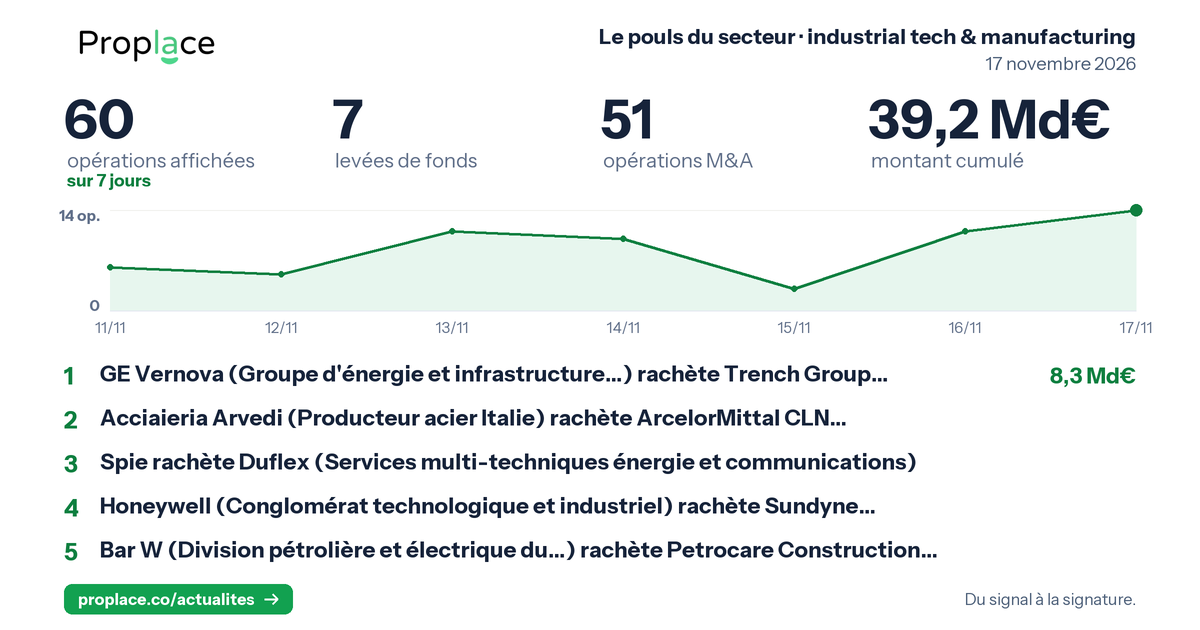 Proplace
Le pouls du secteur · industrial tech & manufacturing
17 novembre 2026
60
opérations affichées
sur 7 jours
7
levées de fonds
51
opérations M&A
39,2 Md€
montant cumulé
14 op.
0
11/11
12/11
13/11
14/11
15/11
16/11
17/11
1 GE Vernova (Groupe d'énergie et infrastructure...) rachète Trench Group... 8,3 Md€
2 Acciaieria Arvedi (Producteur acier Italie) rachète ArcelorMittal CLN...
3 Spie rachète Duflex (Services multi-techniques énergie et communications)
4 Honeywell (Conglomérat technologique et industriel) rachète Sundyne...
5 Bar W (Division pétrolière et électrique du...) rachète Petrocare Construction...
proplace.co/actualites →
Du signal à la signature.